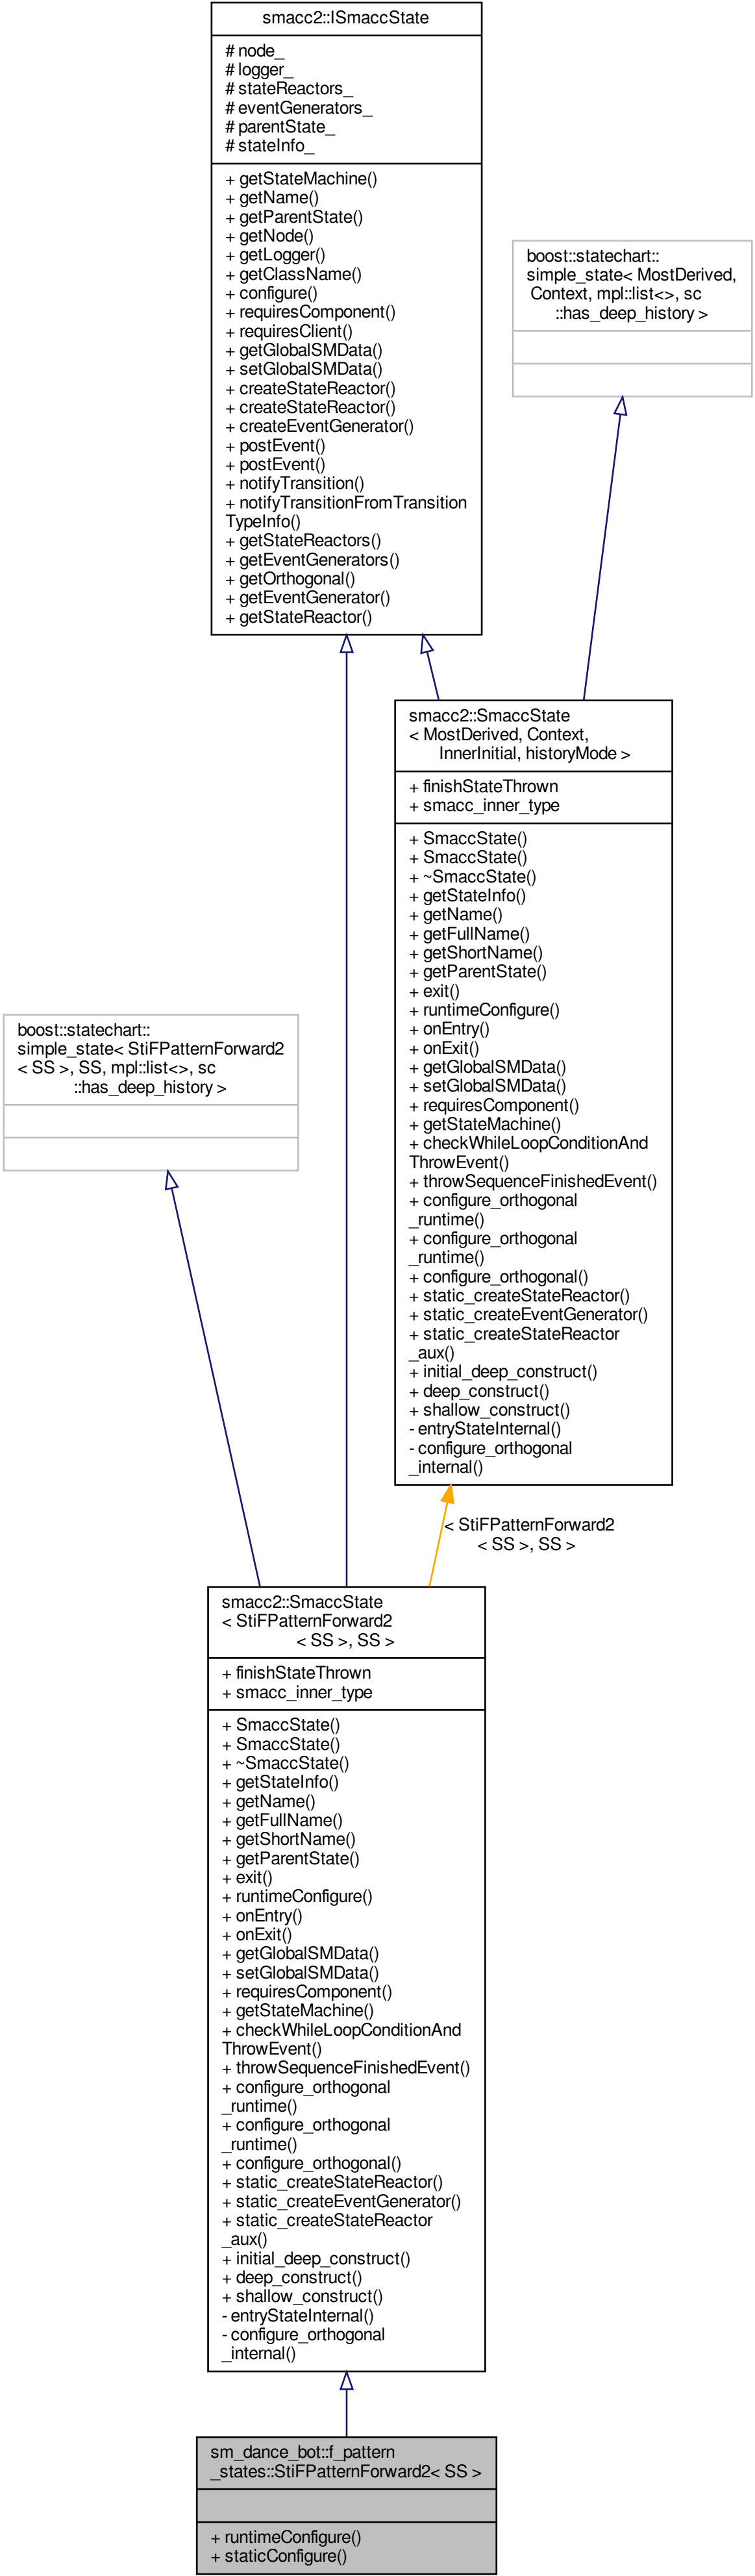 smacc2::ISmaccState
# node_
# logger_
# stateReactors_
# eventGenerators_
# parentState_
# stateInfo_
+ getStateMachine()
+ getName()
+ getParentState()
+ getNode()
+ getLogger()
+ getClassName()
+ configure()
+ requiresComponent()
+ requiresClient()
+ getGlobalSMData()
+ setGlobalSMData()
+ createStateReactor()
+ createStateReactor()
+ createEventGenerator()
+ postEvent()
+ postEvent()
+ notifyTransition()
+ notifyTransitionFromTransition
TypeInfo()
+ getStateReactors()
+ getEventGenerators()
+ getOrthogonal()
+ getEventGenerator()
+ getStateReactor()
boost::statechart::
simple_state< MostDerived,
Context, mpl::list<>, sc
::has_deep_history >
smacc2::SmaccState
< MostDerived, Context,
InnerInitial, historyMode >
+ finishStateThrown
+ smacc_inner_type
+ SmaccState()
+ SmaccState()
+ ~SmaccState()
+ getStateInfo()
+ getName()
+ getFullName()
+ getShortName()
+ getParentState()
+ exit()
+ runtimeConfigure()
+ onEntry()
+ onExit()
+ getGlobalSMData()
+ setGlobalSMData()
+ requiresComponent()
+ getStateMachine()
+ checkWhileLoopConditionAnd
ThrowEvent()
+ throwSequenceFinishedEvent()
+ configure_orthogonal
_runtime()
+ configure_orthogonal
_runtime()
+ configure_orthogonal()
+ static_createStateReactor()
+ static_createEventGenerator()
+ static_createStateReactor
_aux()
+ initial_deep_construct()
+ deep_construct()
+ shallow_construct()
- entryStateInternal()
- configure_orthogonal
_internal()
boost::statechart::
simple_state< StiFPatternForward2
< SS >, SS, mpl::list<>, sc
::has_deep_history >
< StiFPatternForward2
< SS >, SS >
smacc2::SmaccState
< StiFPatternForward2
< SS >, SS >
+ finishStateThrown
+ smacc_inner_type
+ SmaccState()
+ SmaccState()
+ ~SmaccState()
+ getStateInfo()
+ getName()
+ getFullName()
+ getShortName()
+ getParentState()
+ exit()
+ runtimeConfigure()
+ onEntry()
+ onExit()
+ getGlobalSMData()
+ setGlobalSMData()
+ requiresComponent()
+ getStateMachine()
+ checkWhileLoopConditionAnd
ThrowEvent()
+ throwSequenceFinishedEvent()
+ configure_orthogonal
_runtime()
+ configure_orthogonal
_runtime()
+ configure_orthogonal()
+ static_createStateReactor()
+ static_createEventGenerator()
+ static_createStateReactor
_aux()
+ initial_deep_construct()
+ deep_construct()
+ shallow_construct()
- entryStateInternal()
- configure_orthogonal
_internal()
sm_dance_bot::f_pattern
_states::StiFPatternForward2< SS >
+ runtimeConfigure()
+ staticConfigure()